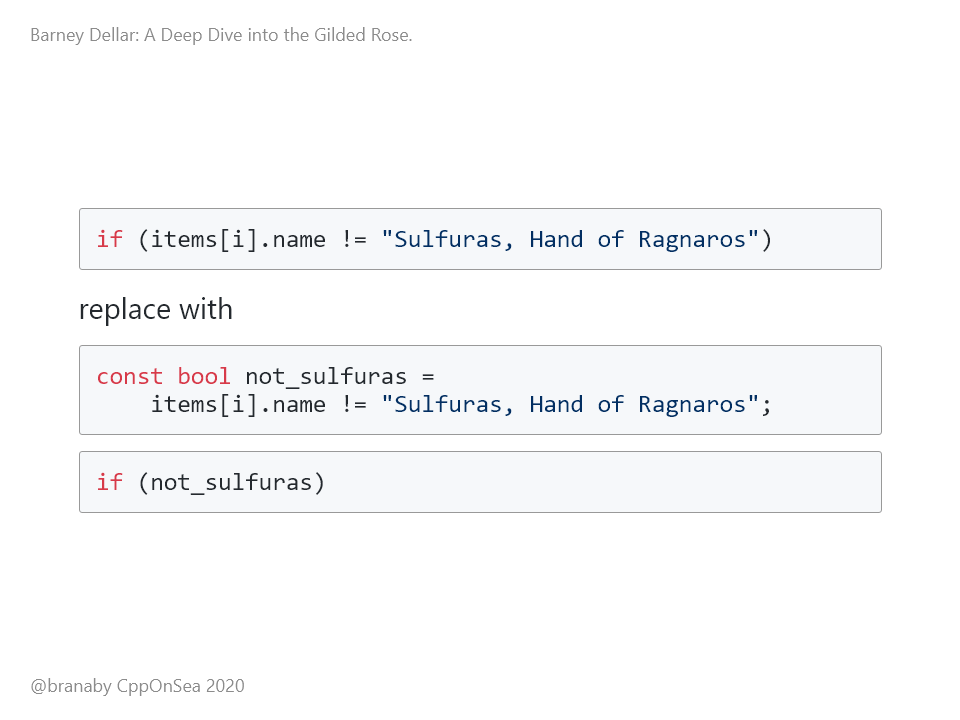 Barney Dellar: A Deep Dive into the Gilded Rose.
if (items[i].name != "Sulfuras, Hand of Ragnaros")
replace with
const bool not_sulfuras =
    items[i].name != "Sulfuras, Hand of Ragnaros";
if (not_sulfuras)
@branaby CppOnSea 2020